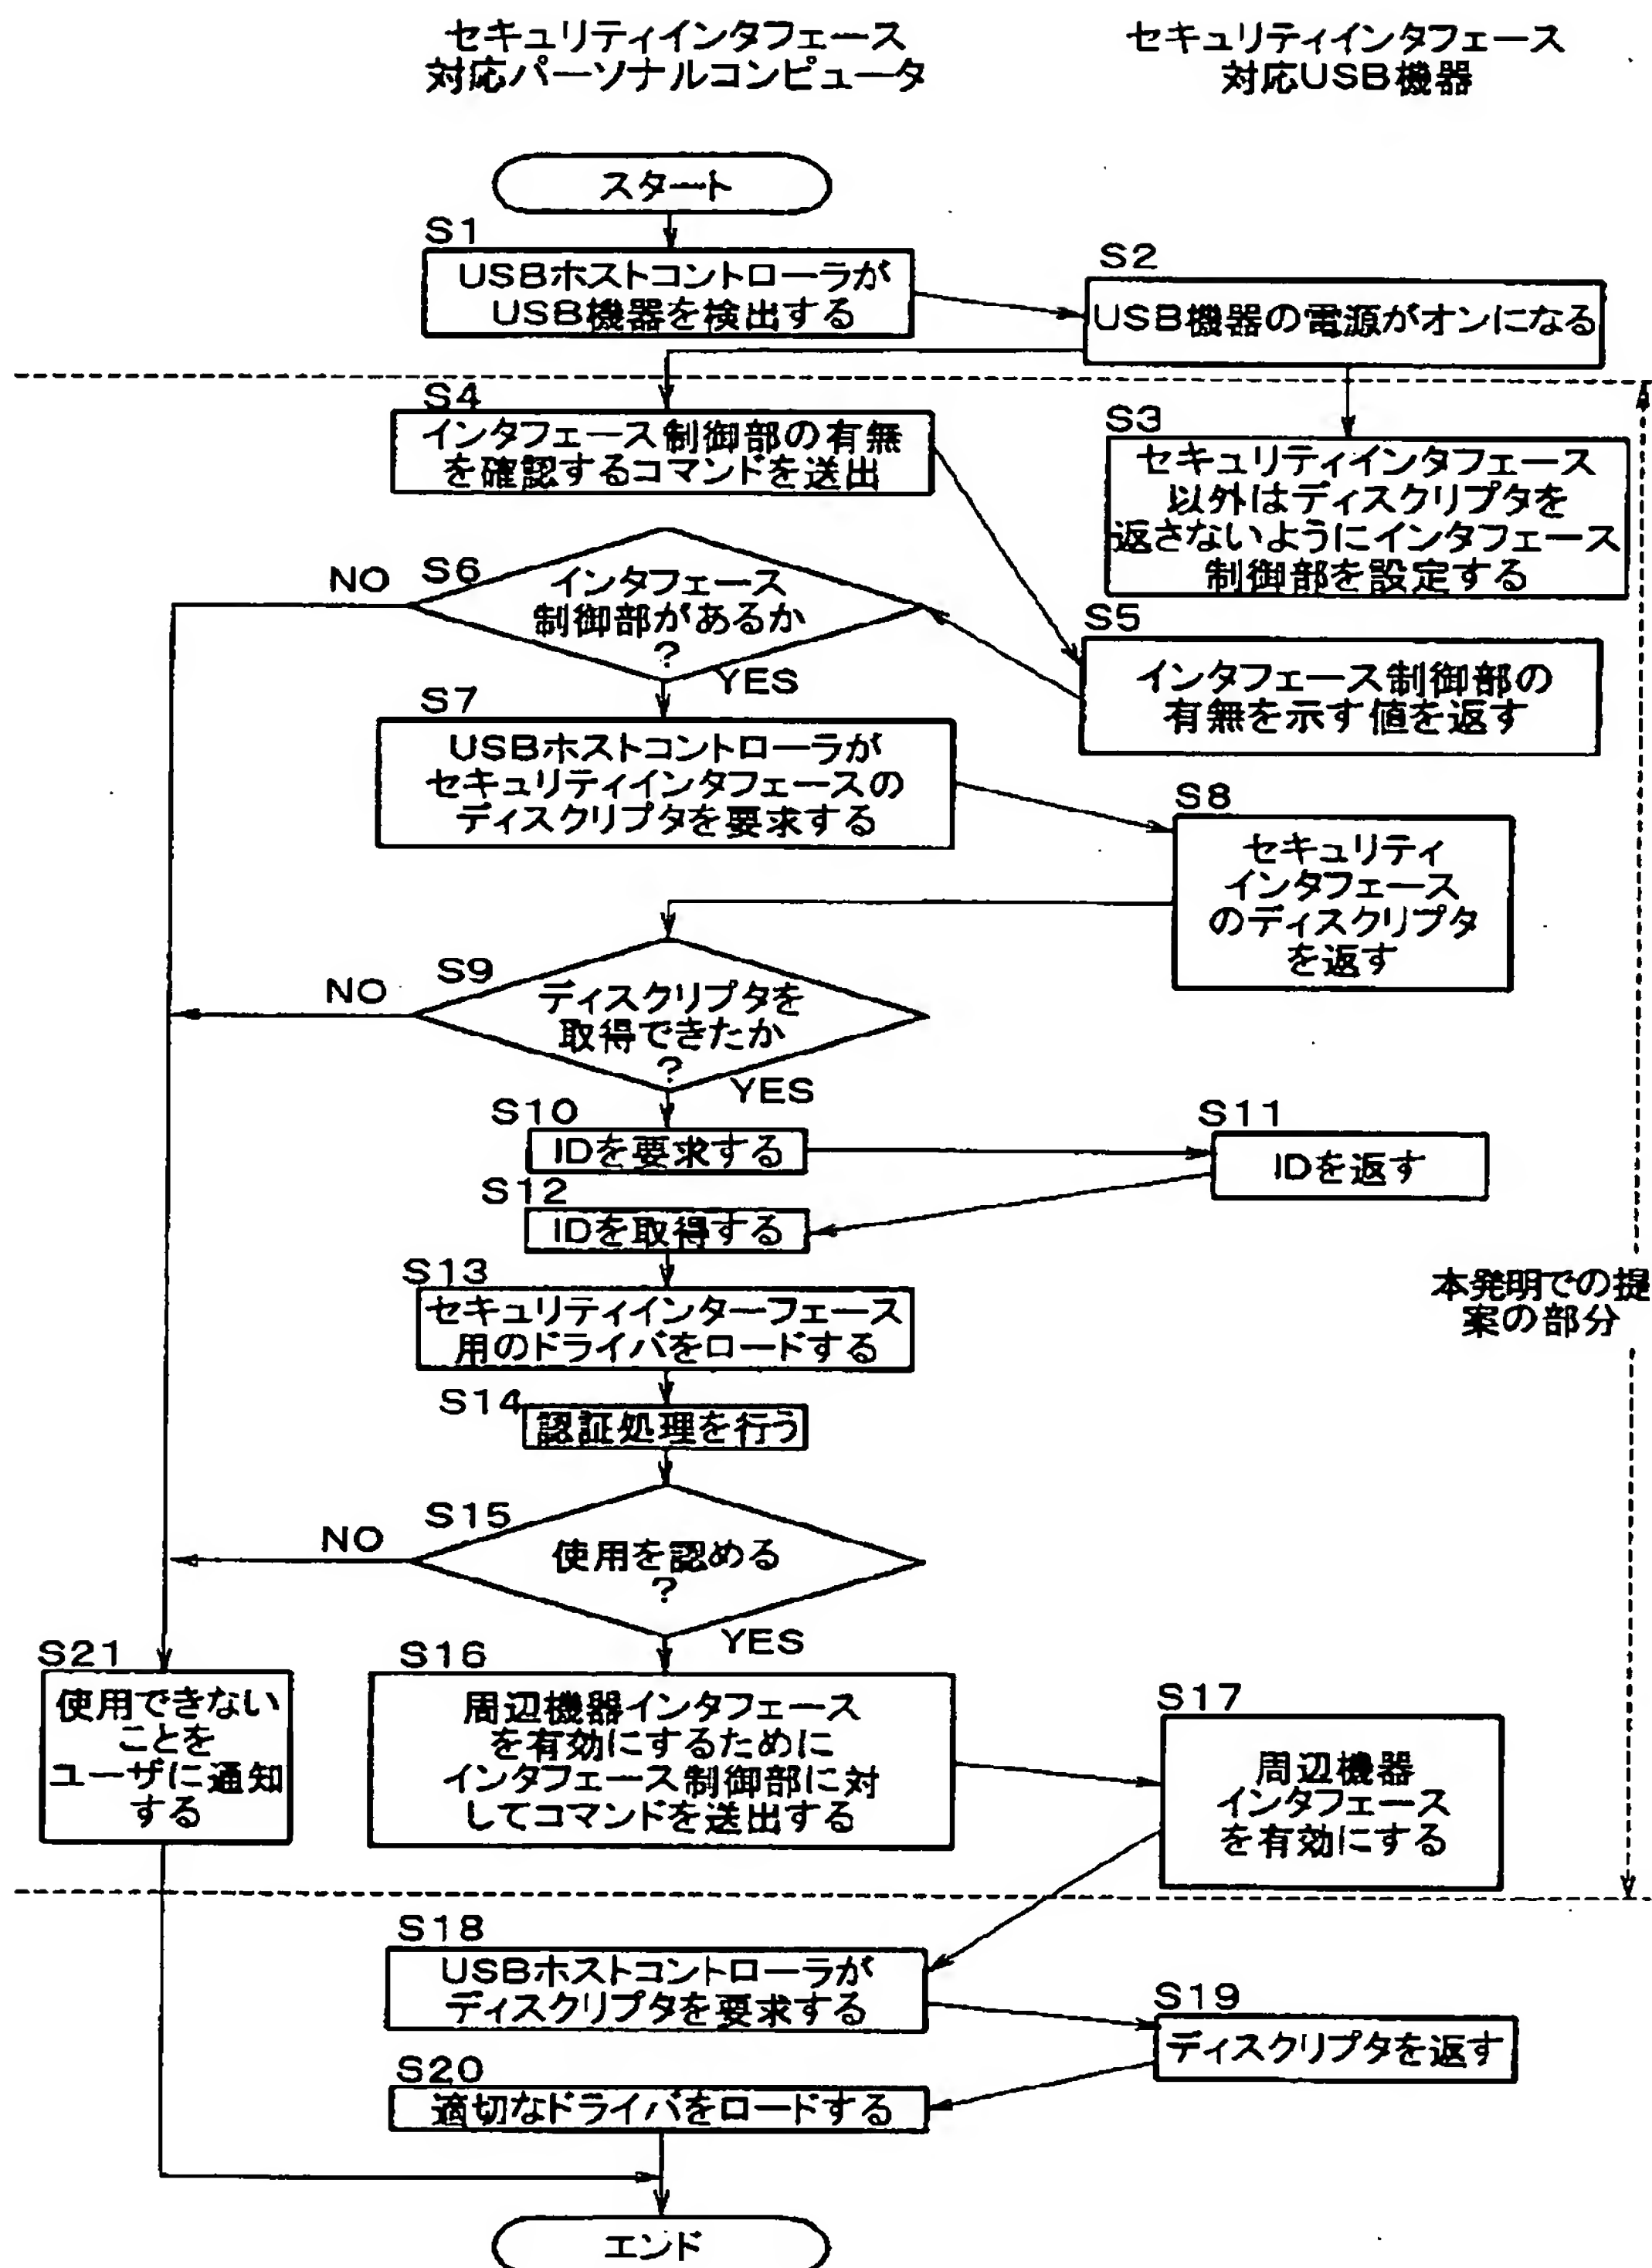 セキュリティインタフェース
対応パーソナルコンピュータ
セキュリティインタフェース
対応USB機器
スタート
S1
USBホストコントローラが
USB機器を検出する
S2
USB機器の電源がオンになる
S4
インタフェース制御部の有無
を確認するコマンドを送出
S3
セキュリティインタフェース
以外はディスクリプタを
返さないようにインタフェース
制御部を設定する
NO
S6
インタフェース
制御部があるか
?
YES
S5
インタフェース制御部の
有無を示す値を返す
S7
USBホストコントローラが
セキュリティインタフェースの
ディスクリプタを要求する
S8
セキュリティ
インタフェース
のディスクリプタ
を返す
NO
S9
ディスクリプタを
取得できたか
?
YES
S10
IDを要求する
S11
IDを返す
S12
IDを取得する
S13
セキュリティインターフェース
用のドライバをロードする
本発明での提
案の部分
S14
認証処理を行う
NO
S15
使用を認める
?
YES
S21
使用できない
ことを
ユーザに通知
する
S16
周辺機器インタフェース
を有効にするために
インタフェース制御部に対
してコマンドを送出する
S17
周辺機器
インタフェース
を有効にする
S18
USBホストコントローラが
ディスクリプタを要求する
S19
ディスクリプタを返す
S20
適切なドライバをロードする
エンド